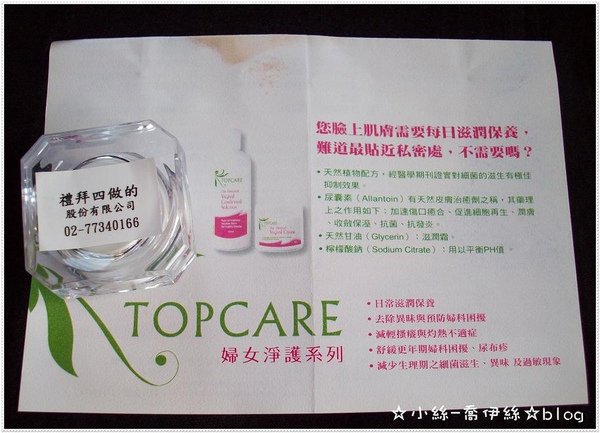 您臉上肌膚需要每日滋潤保養，
難道最貼近私密處，不需要嗎？
•天然植物配方，經醫學期刊證實對細菌的滋生有極佳
抑制效果。
•尿囊素（Allantoin）有天然皮膚治癒劑之稱，其藥理
上之作用如下：加速傷口癒合、促進細胞再生、潤膚
、收斂保溼、抗菌、抗發炎。
•天然甘油（Glycerin）；滋潤霜。
•檸檬酸鈉（Sodium Citrate）；用以平衡PH值 。
TOPCARE
TOPCARE
禮拜四做的
股份有限公司
02-77340166
TOPCARE
婦女淨護系列
•日常滋潤保養
•去除異味與預防婦科困擾
•減輕搔癢與灼熱不適症
•舒緩更年期婦科困擾、尿布疹
•減少生理期之細菌滋生、異味 及過敏現象
☆小絲-喬伊絲☆blog